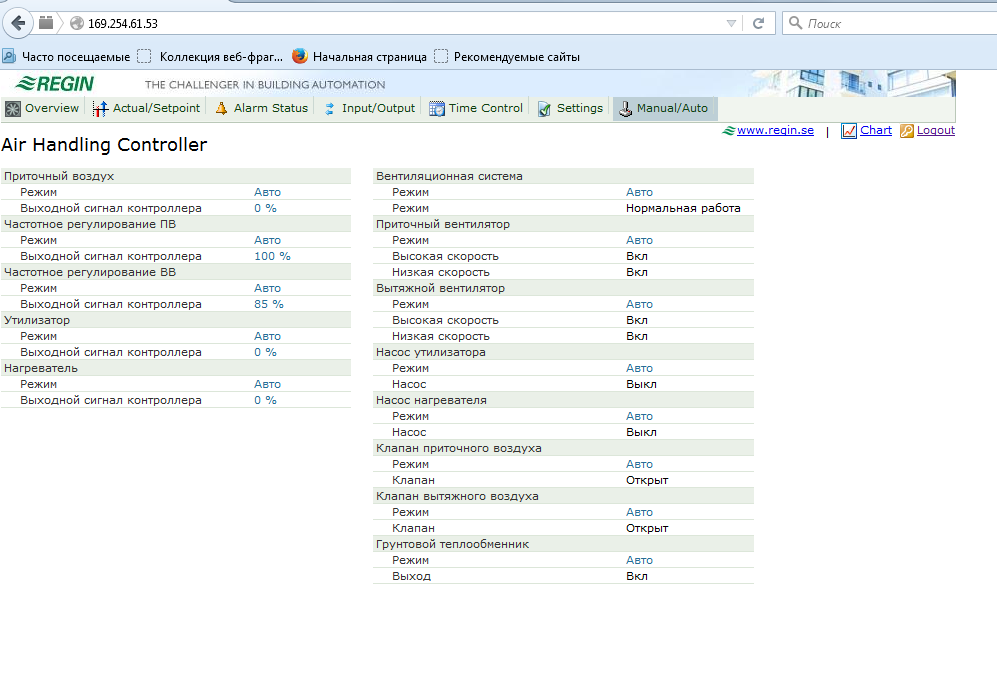 169.254.61.53
Поиск
Часто посещаемые Коллекция веб-фраг... Начальная страница Рекомендуемые сайты
REGIN THE CHALLENGER IN BUILDING AUTOMATION
Overview Actual/Setpoint Alarm Status Input/Output Time Control Settings Manual/Auto
www.regin.se | Chart Logout
Air Handling Controller
Приточный воздух
Режим Авто
Выходной сигнал контроллера 0 %
Частотное регулирование ПВ
Режим Авто
Выходной сигнал контроллера 100 %
Частотное регулирование ВВ
Режим Авто
Выходной сигнал контроллера 85 %
Утилизатор
Режим Авто
Выходной сигнал контроллера 0 %
Нагреватель
Режим Авто
Выходной сигнал контроллера 0 %
Вентиляционная система
Режим Авто
Режим Нормальная работа
Приточный вентилятор
Режим Авто
Высокая скорость Вкл
Низкая скорость Вкл
Вытяжной вентилятор
Режим Авто
Высокая скорость Вкл
Низкая скорость Вкл
Насос утилизатора
Режим Авто
Насос Выкл
Насос нагревателя
Режим Авто
Насос Выкл
Клапан приточного воздуха
Режим Авто
Клапан Открыт
Клапан вытяжного воздуха
Режим Авто
Клапан Открыт
Грунтовой теплообменник
Режим Авто
Выход Вкл